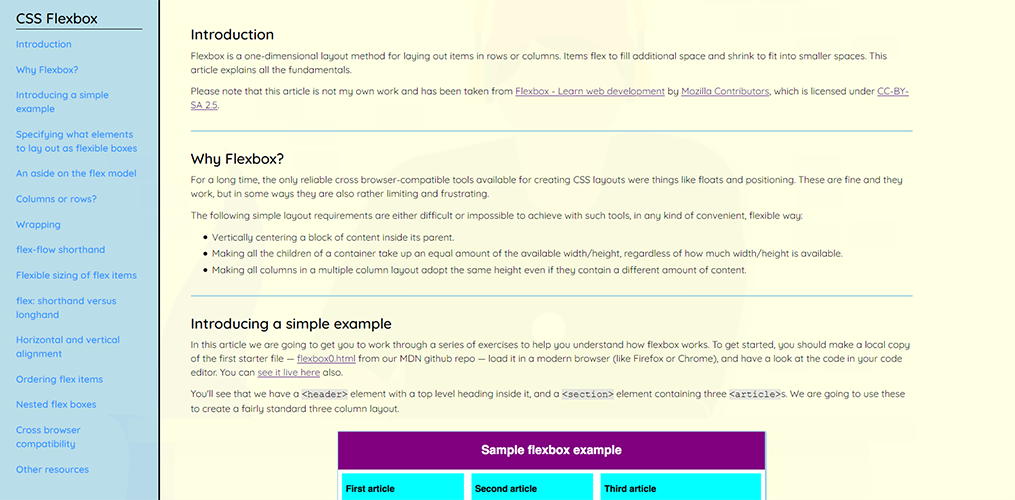 CSS Flexbox
Introduction
Why Flexbox?
Introducing a simple
example
Specifying what elements
to lay out as flexible boxes
An aside on the flex model
Columns or rows?
Wrapping
flex-flow shorthand
Flexible sizing of flex items
flex: shorthand versus
longhand
Horizontal and vertical
alignment
Ordering flex items
Nested flex boxes
Cross browser
compatibility
Other resources
Introduction
Flexbox is a one-dimensional layout method for laying out items in rows or columns. Items flex to fill additional space and shrink to fit into smaller spaces. This
article explains all the fundamentals.
Please note that this article is not my own work and has been taken from Flexbox - Learn web development by Mozilla Contributors, which is licensed under CC-BY-
SA 2.5.
Why Flexbox?
For a long time, the only reliable cross browser-compatible tools available for creating CSS layouts were things like floats and positioning. These are fine and they
work, but in some ways they are also rather limiting and frustrating.
The following simple layout requirements are either difficult or impossible to achieve with such tools, in any kind of convenient, flexible way:
• Vertically centering a block of content inside its parent.
• Making all the children of a container take up an equal amount of the available width/height, regardless of how much width/height is available.
• Making all columns in a multiple column layout adopt the same height even if they contain a different amount of content.
Introducing a simple example
In this article we are going to get you to work through a series of exercises to help you understand how flexbox works. To get started, you should make a local copy
of the first starter file — flexbox0.html from our MDN github repo — load it in a modern browser (like Firefox or Chrome), and have a look at the code in your code
editor. You can see it live here also.
You'll see that we have a <header> element with a top level heading inside it, and a <section> element containing three <article>s. We are going to use these
to create a fairly standard three column layout.
Sample flexbox example
First article
Second article
Third article